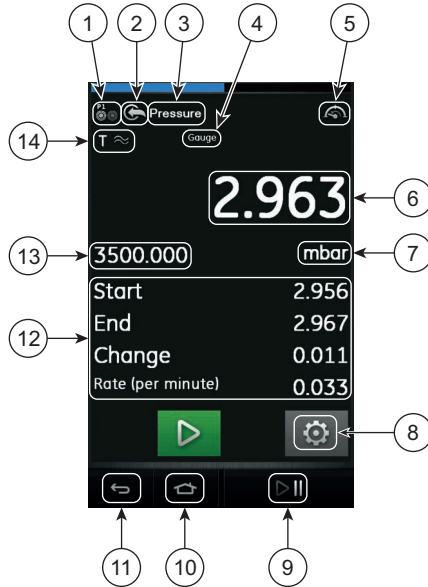 1 2 3 4 5
P1 Pressure
14 T Gauge
2.963 6
13 3500.000 mbar 7
Start 2.956
12 End 2.967
Change 0.011
Rate (per minute) 0.033
8
11 10 9